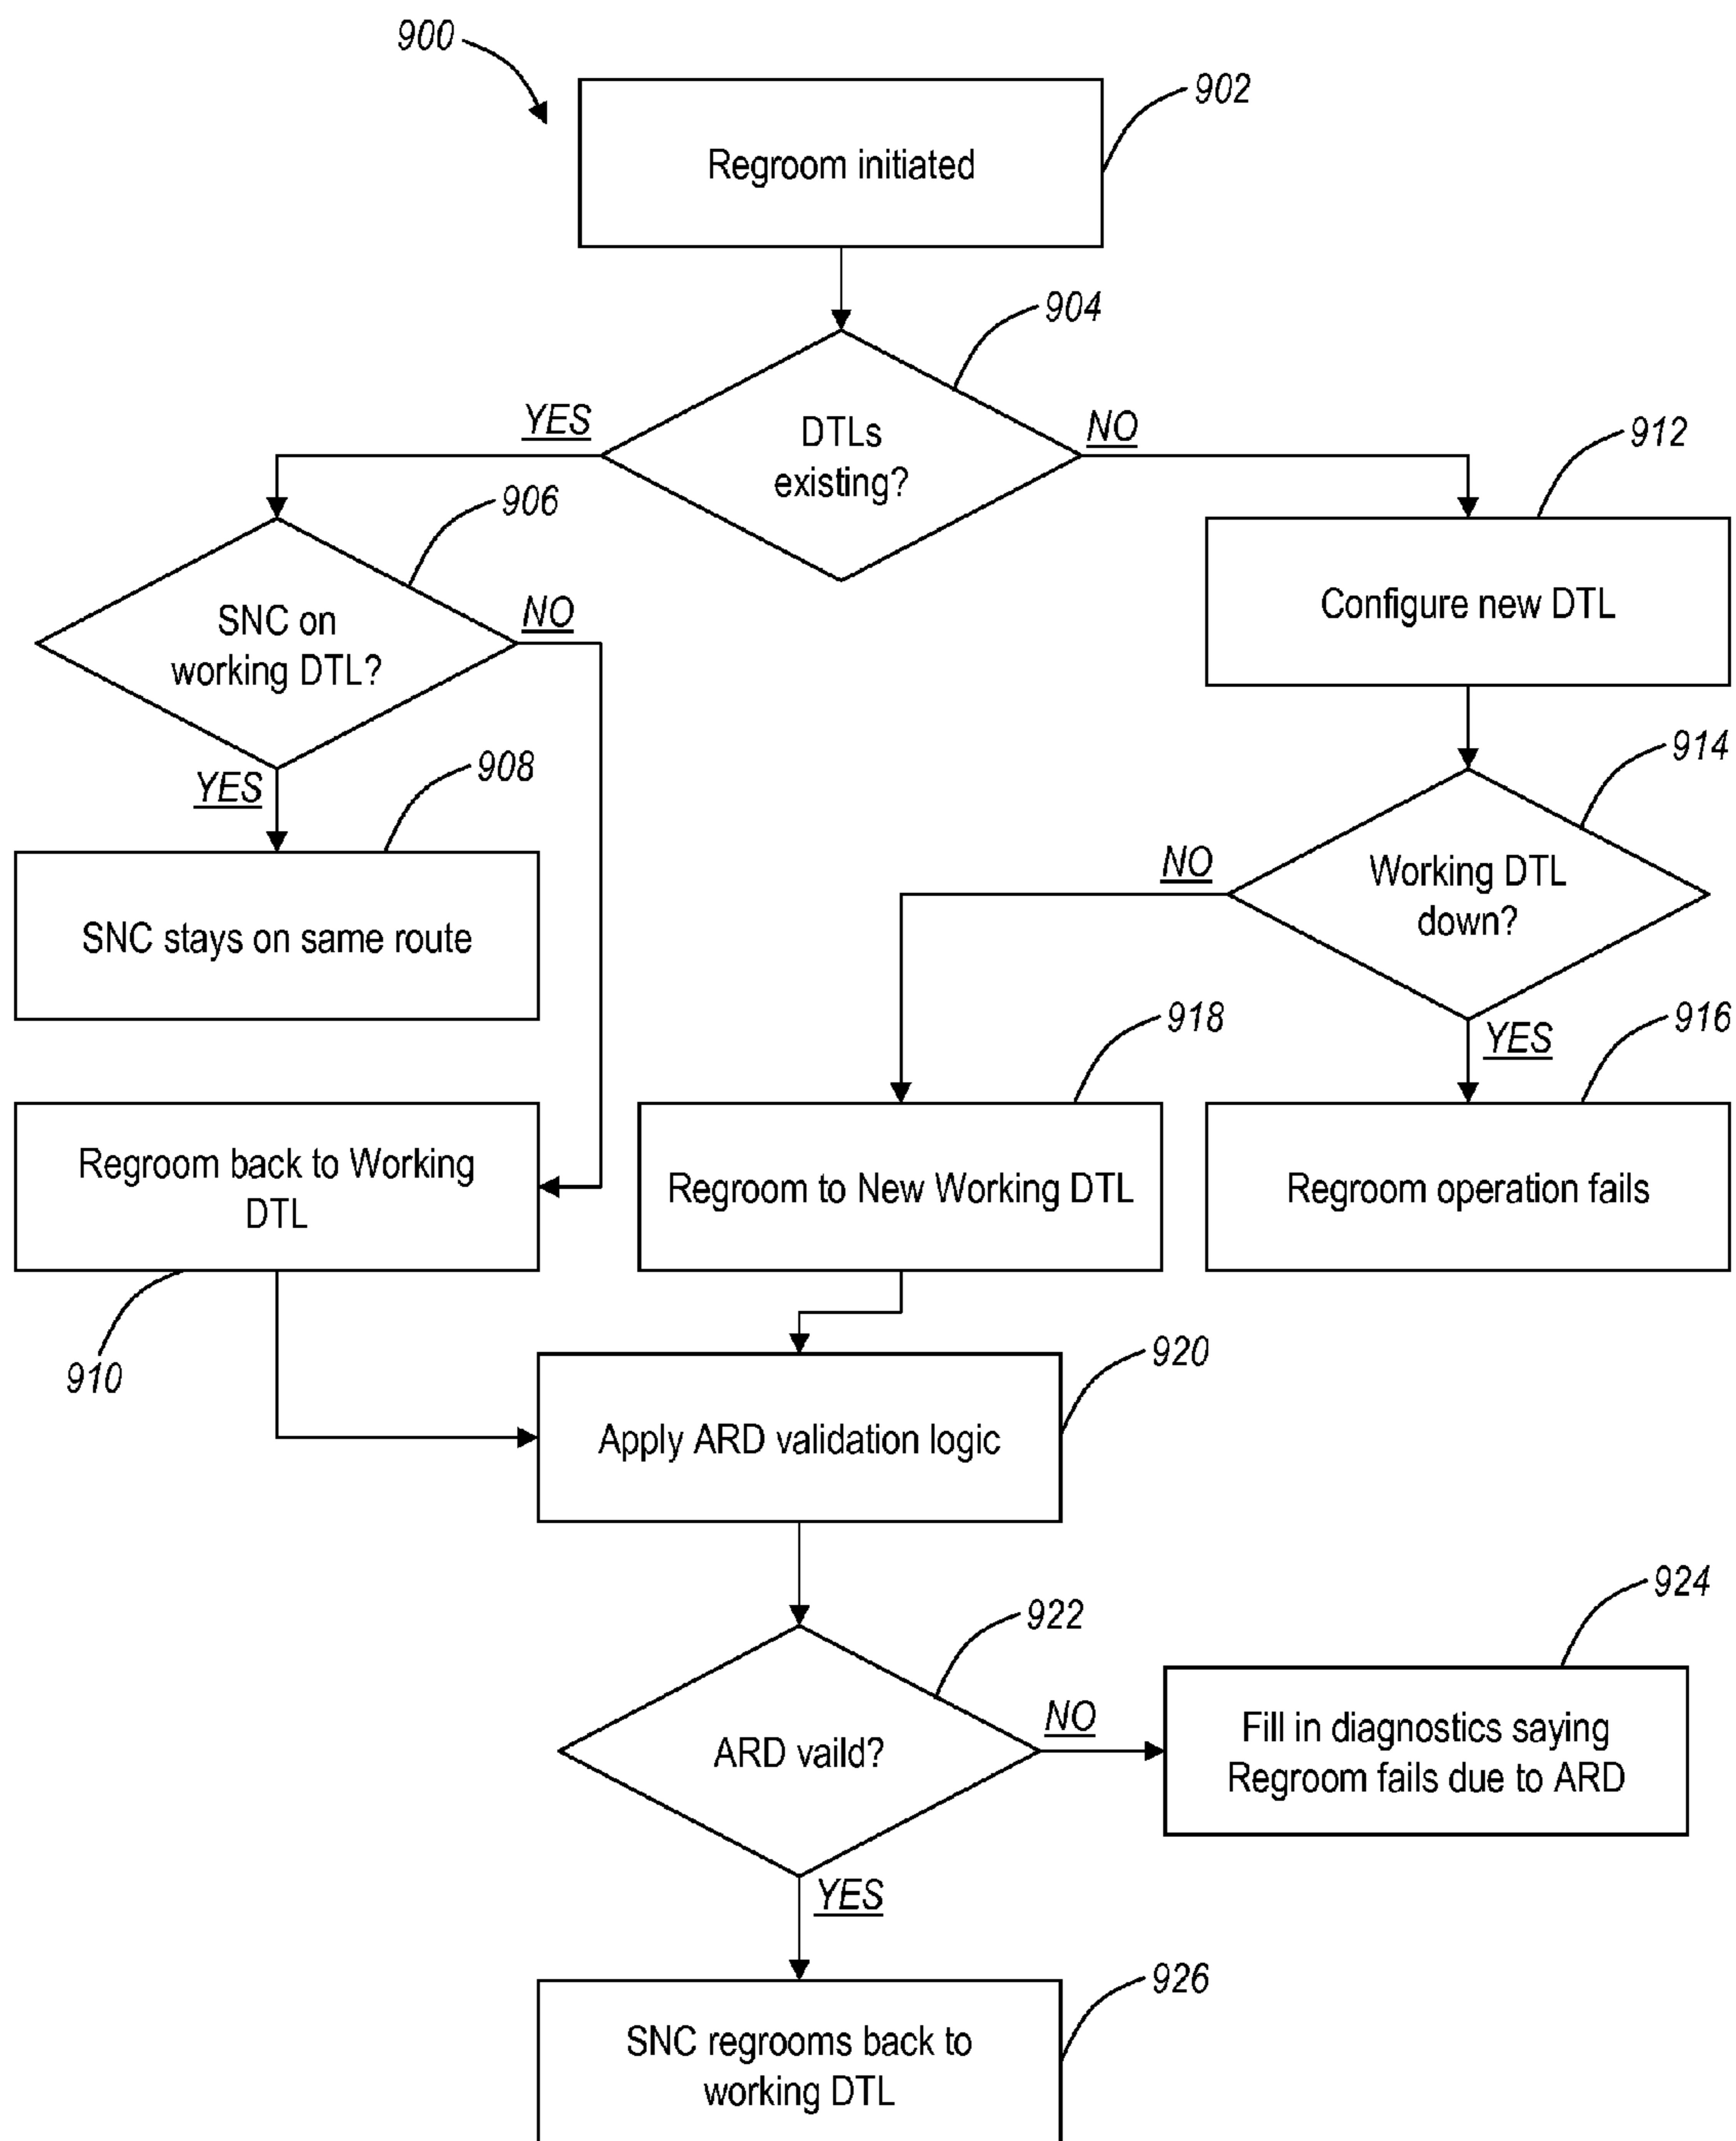 900
902
Regroom initiated
904
DTLs
existing?
YES
NO
912
906
SNC on
working DTL?
NO
Configure new DTL
YES
908
914
SNC stays on same route
NO
Working DTL
down?
918
YES
916
Regroom back to Working
DTL
Regroom to New Working DTL
Regroom operation fails
910
920
Apply ARD validation logic
922
924
ARD vaild?
NO
Fill in diagnostics saying
Regroom fails due to ARD
YES
926
SNC regrooms back to
working DTL